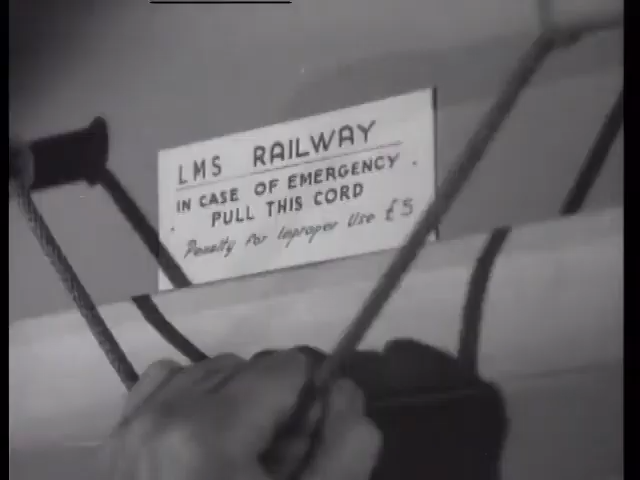 LMS RAILWAY
IN CASE OF EMERGENCY
PULL THIS CORD
Penalty For Improper Use £5